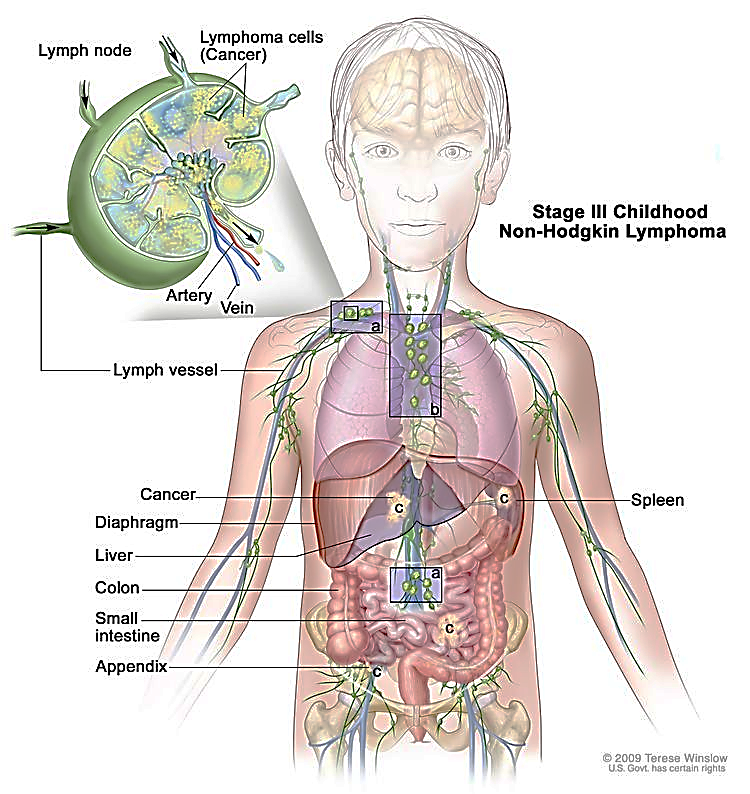 Lymph node
Lymphoma cells
(Cancer)
Stage III Childhood
Non-Hodgkin Lymphoma
Artery
Vein
a
b
Lymph vessel
Cancer
c
c
Spleen
Diaphragm
Liver
a
Colon
Small
intestine
c
Appendix
c
© 2009 Terese Winslow
U.S. Govt. has certain rights